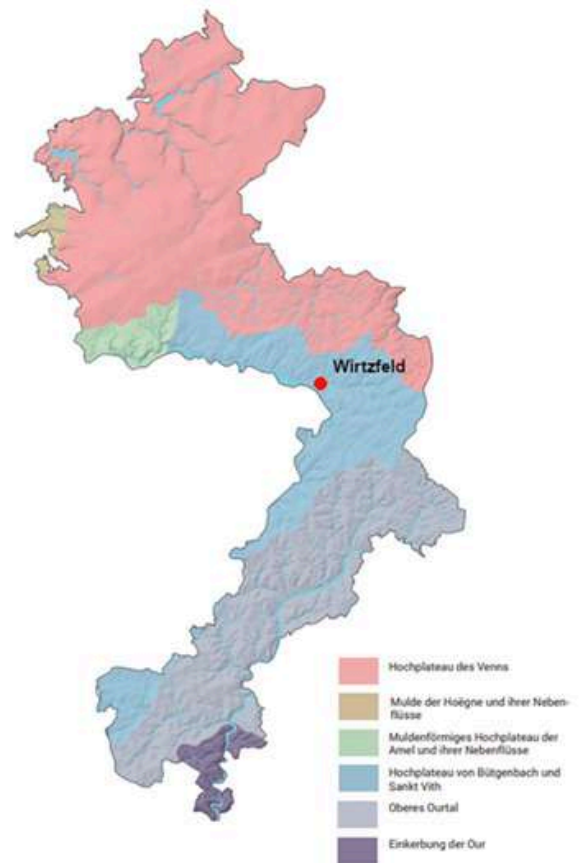 Wirtzfeld
Hochplateau des Venns
Mulde der Hoëgne und ihrer Neben-
flüsse
Muldenförmiges Hochplateau der
Amel und ihrer Nebenflüsse
Hochplateau von Bütgenbach und
Sankt Vith
Oberes Ourtal
Einkerbung der Our